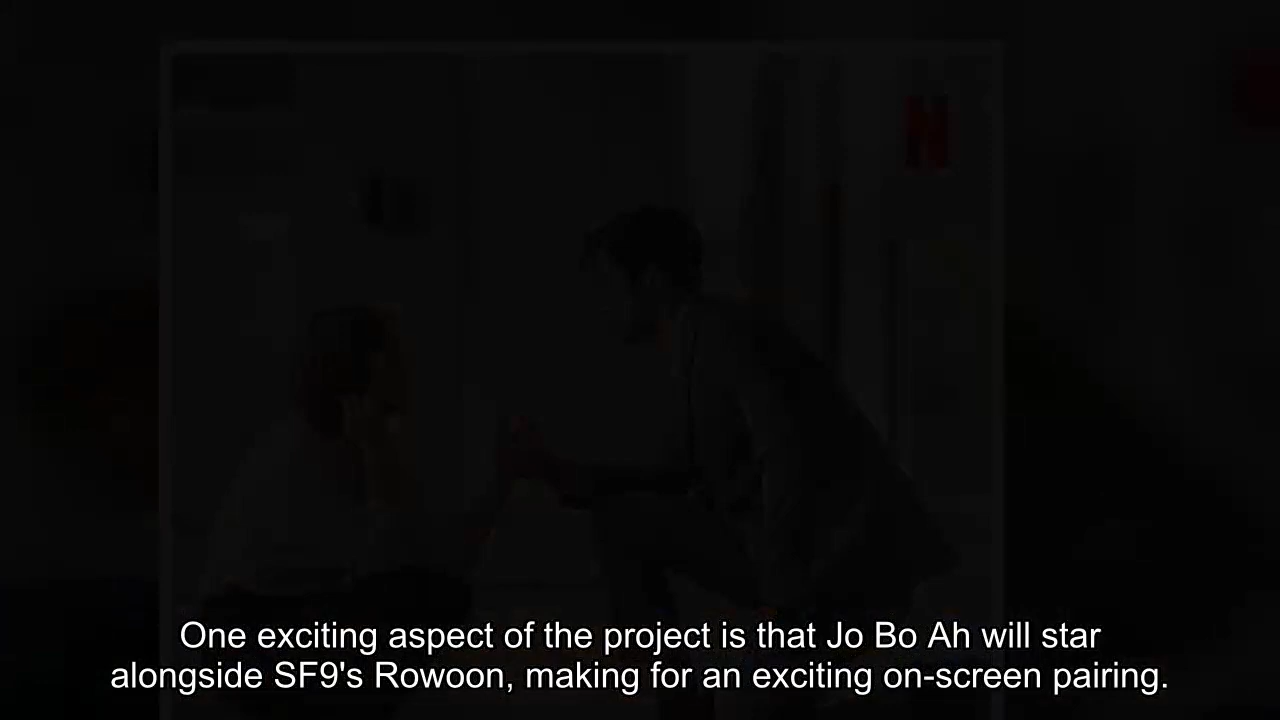 N
One exciting aspect of the project is that Jo Bo Ah will star
alongside SF9's Rowoon, making for an exciting on-screen pairing.